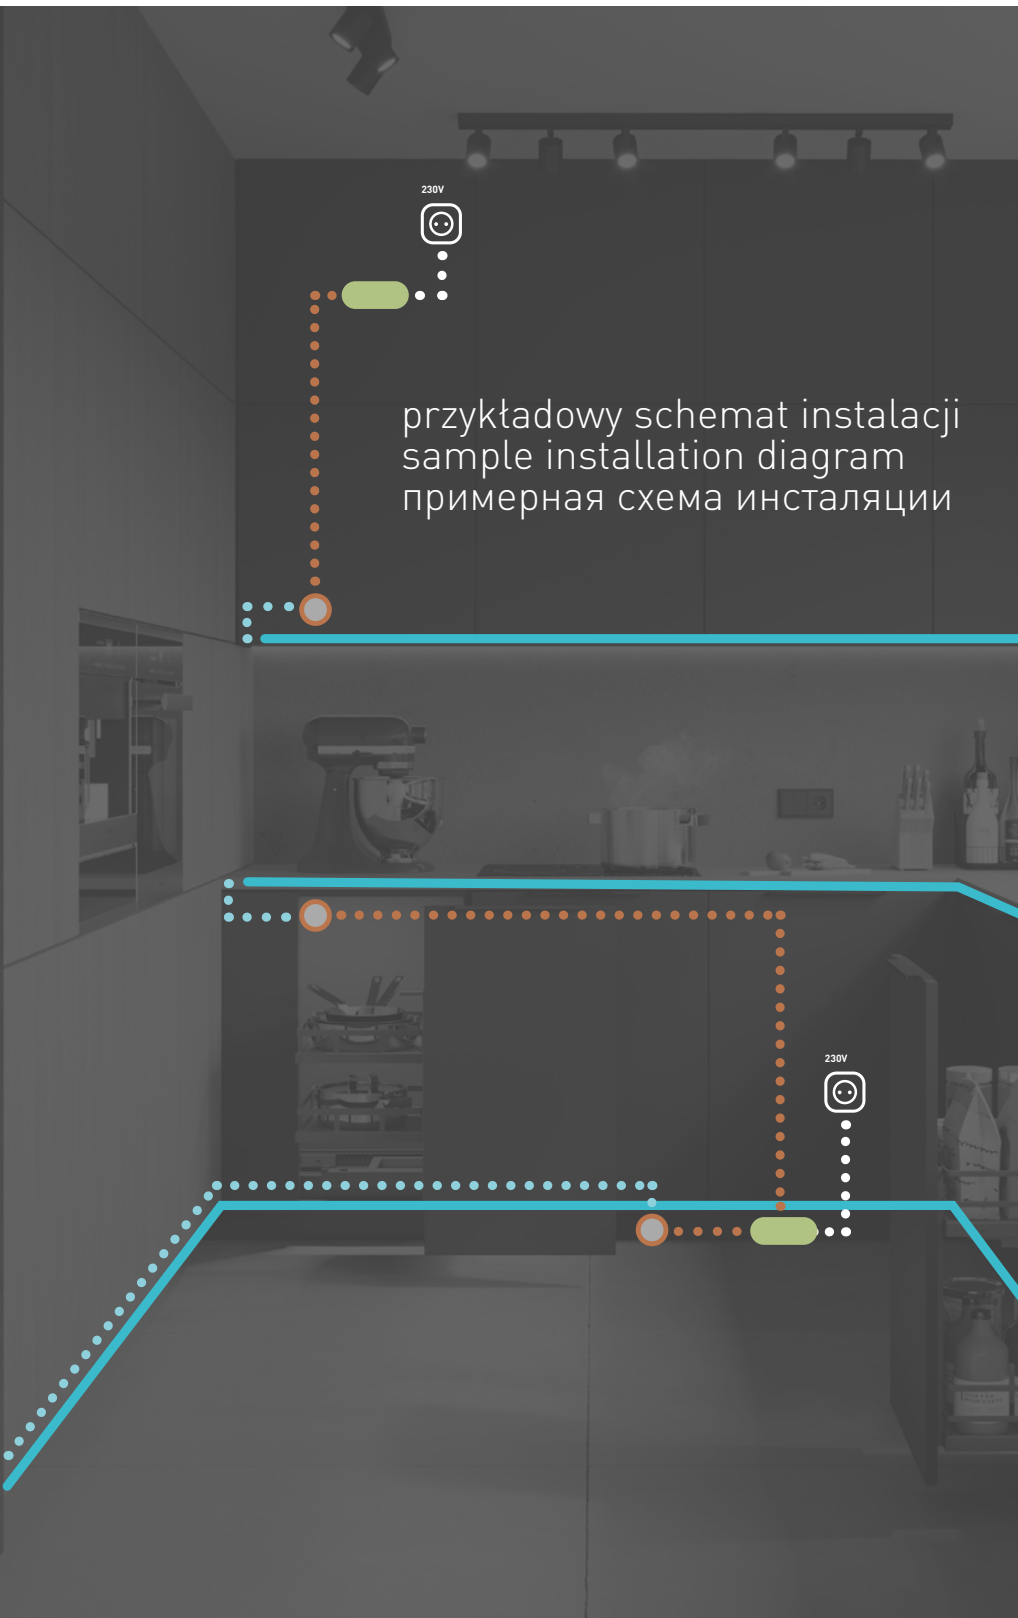 230V
przykładowy schemat instalacji
sample installation diagram
примерная схема инсталяции
230V